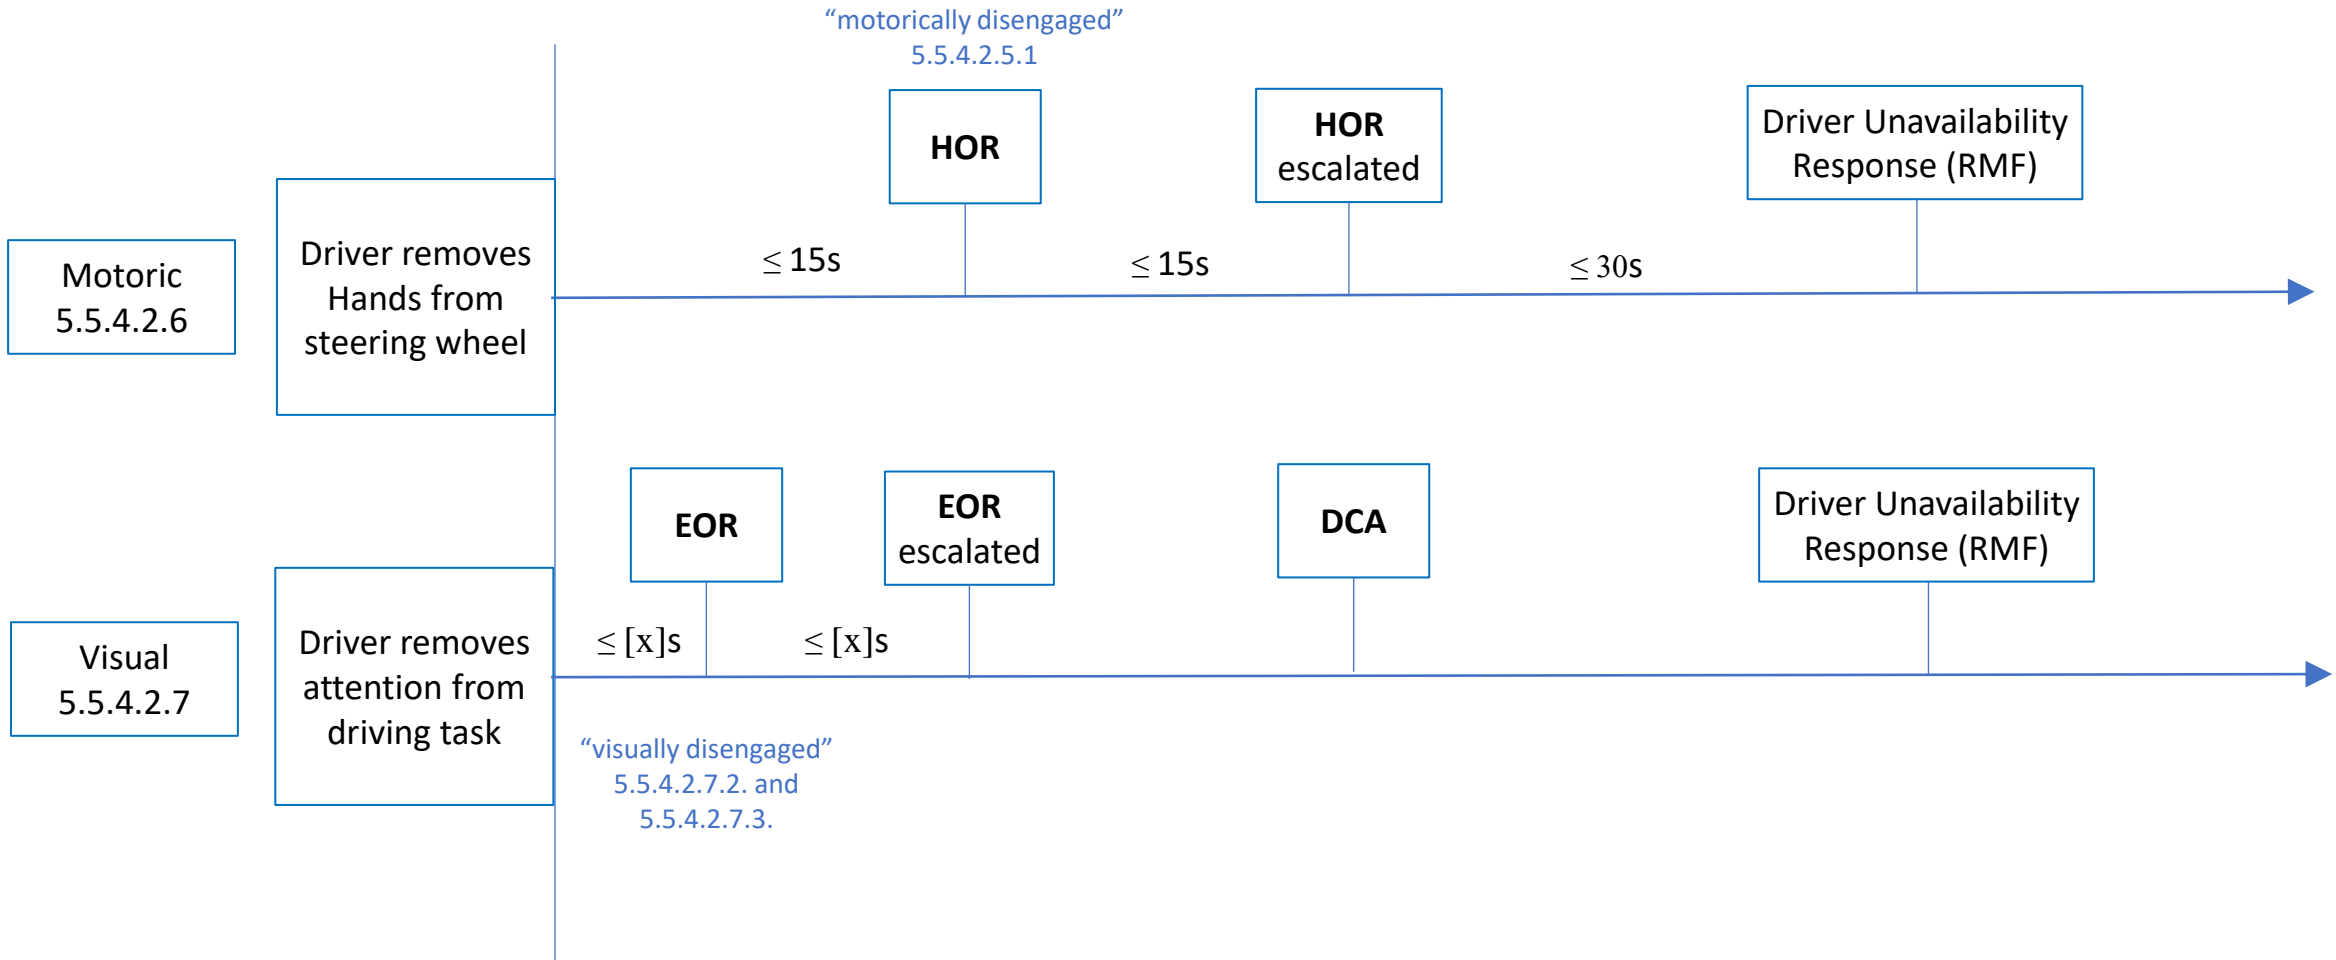 “motorically disengaged”
5.5.4.2.5.1
HOR
HOR
escalated
Driver Unavailability
Response (RMF)
Motoric
5.5.4.2.6
Driver removes
Hands from
steering wheel
≤ 15s
≤ 15s
≤ 30s
EOR
EOR
escalated
DCA
Driver Unavailability
Response (RMF)
Visual
5.5.4.2.7
Driver removes
attention from
driving task
≤ [x]s
≤ [x]s
“visually disengaged”
5.5.4.2.7.2. and
5.5.4.2.7.3.